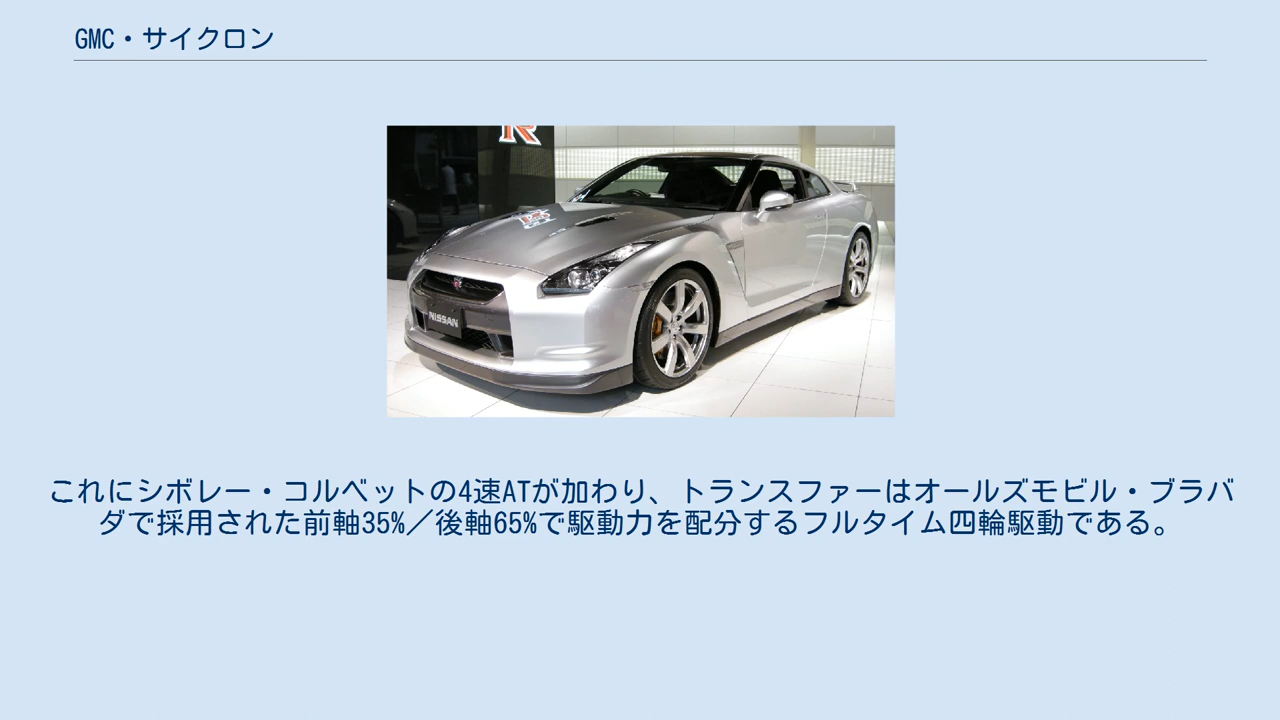 GMC・サイクロン
R
NISSAN
これにシボレー・コルベットの4速ATが加わり、トランスファーはオールズモビル・ブラバ
ダで採用された前軸35%／後軸65%で駆動力を配分するフルタイム四輪駆動である。